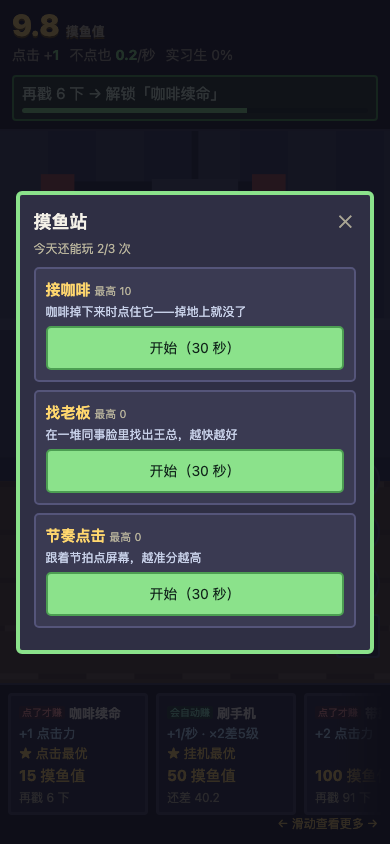 9.8 摸鱼值
点击 +1 不点也 0.2/秒 实习生 0%
再戳 6 下 → 解锁「咖啡续命」
摸鱼站
今天还能玩 2/3 次
接咖啡 最高 10
咖啡掉下来时点住它——掉地上就没了
开始（30 秒）
找老板 最高 0
在一堆同事脸里找出王总，越快越好
开始（30 秒）
节奏点击 最高 0
跟着节拍点屏幕，越准分越高
开始（30 秒）
点了才赚 咖啡续命
+1 点击力
★ 点击最优
15 摸鱼值
再戳 6 下
会自动赚 刷手机
+1/秒 · ×2差5级
★ 挂机最优
50 摸鱼值
还差 40.2
点了才赚
+2 点击力
100 摸鱼
再戳 91
← 滑动查看更多 →